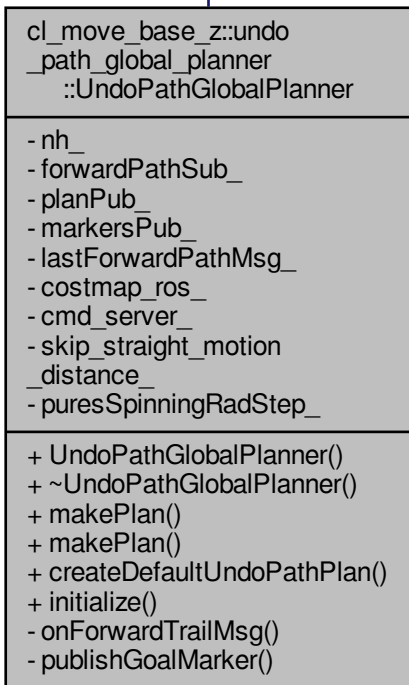 cl_move_base_z::undo
_path_global_planner
::UndoPathGlobalPlanner
- nh_
- forwardPathSub_
- planPub_
- markersPub_
- lastForwardPathMsg_
- costmap_ros_
- cmd_server_
- skip_straight_motion
_distance_
- puresSpinningRadStep_
+ UndoPathGlobalPlanner()
+ ~UndoPathGlobalPlanner()
+ makePlan()
+ makePlan()
+ createDefaultUndoPathPlan()
+ initialize()
- onForwardTrailMsg()
- publishGoalMarker()